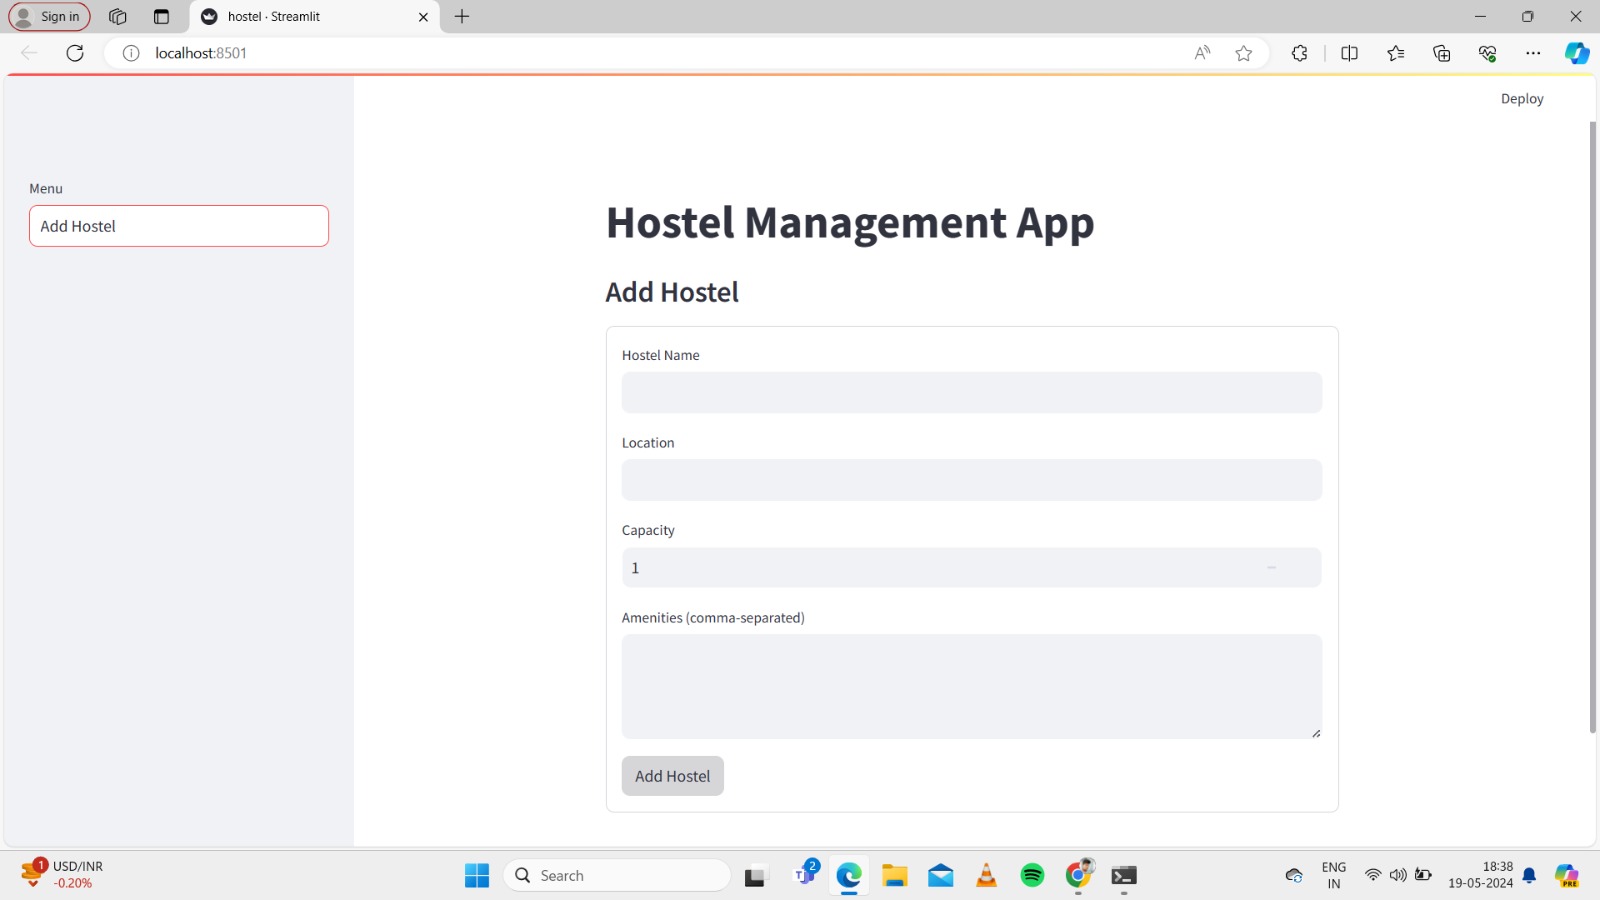 Sign in
hostel · Streamlit
localhost:8501
Deploy
Menu
Add Hostel
Hostel Management App
Add Hostel
Hostel Name
Location
Capacity
1
Amenities (comma-separated)
Add Hostel
1
USD/INR
-0.20%
Search
2
ENG
IN
18:38
19-05-2024
PRE